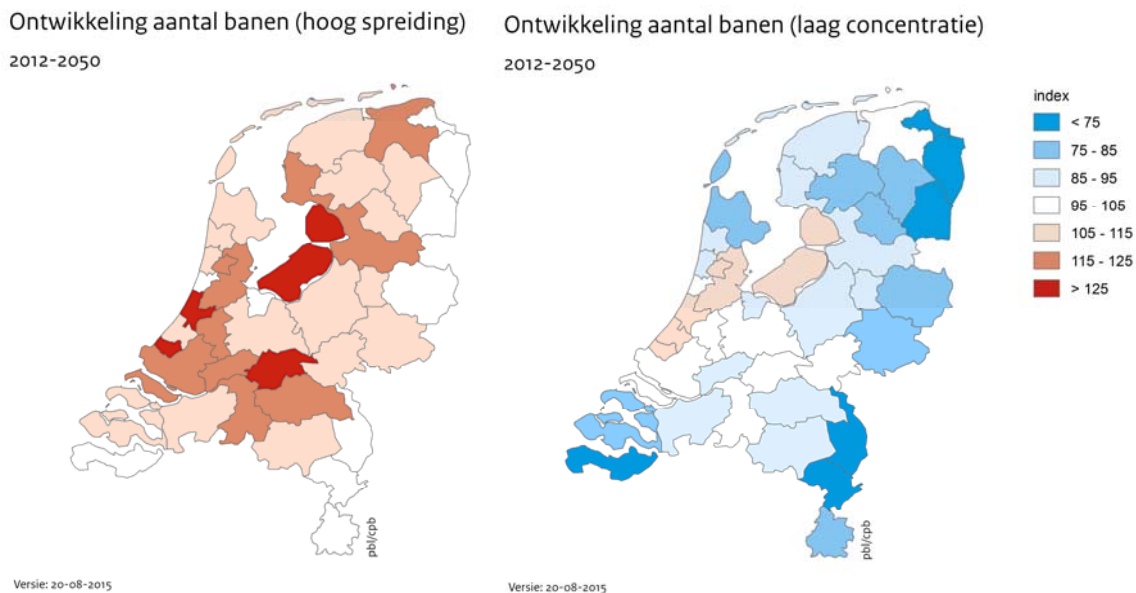 Ontwikkeling aantal banen (hoog spreiding)
2012-2050
pbl/cpb
Versie: 20-08-2015
Ontwikkeling aantal banen (laag concentratie)
2012-2050
pbl/cpb
Versie: 20-08-2015
index
< 75
75 - 85
85 - 95
95 - 105
105 - 115
115 - 125
> 125